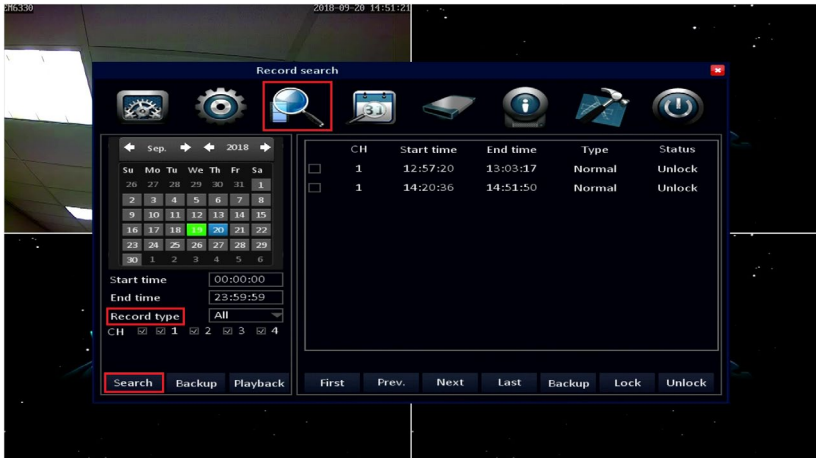 EM6330
2018-09-20 14:51:21
Record search
31
Sep. 2018
Su Mo Tu We Th Fr Sa
26 27 28 29 30 31 1
2 3 4 5 6 7 8
9 10 11 12 13 14 15
16 17 18 19 20 21 22
23 24 25 26 27 28 29
30 1 2 3 4 5 6
Start time 00:00:00
End time 23:59:59
Record type All
CH 1 2 3 4
Search Backup Playback
CH Start time End time Type Status
1 12:57:20 13:03:17 Normal Unlock
1 14:20:36 14:51:50 Normal Unlock
First Prev. Next Last Backup Lock Unlock